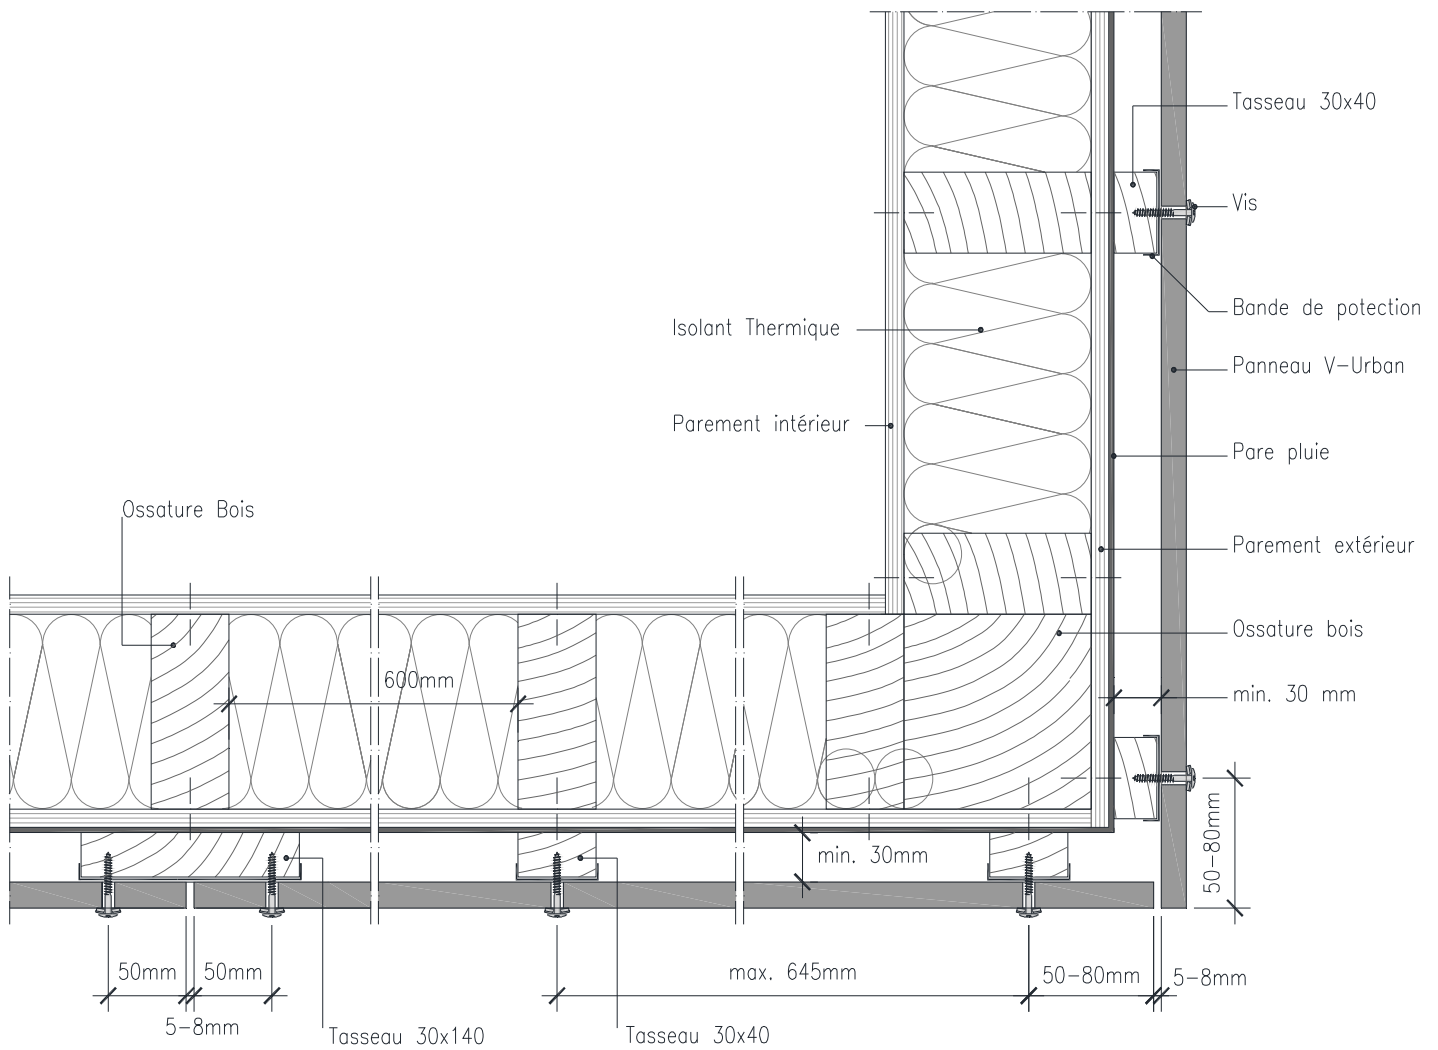 Tasseau 30x40
Vis
Bande de potection
Isolant Thermique
Panneau V-Urban
Parement intérieur
Pare pluie
Ossature Bois
Parement extérieur
Ossature bois
600mm
min. 30 mm
min. 30mm
50-80mm
50mm
50mm
max. 645mm
50-80mm
5-8mm
5-8mm
Tasseau 30x140
Tasseau 30x40